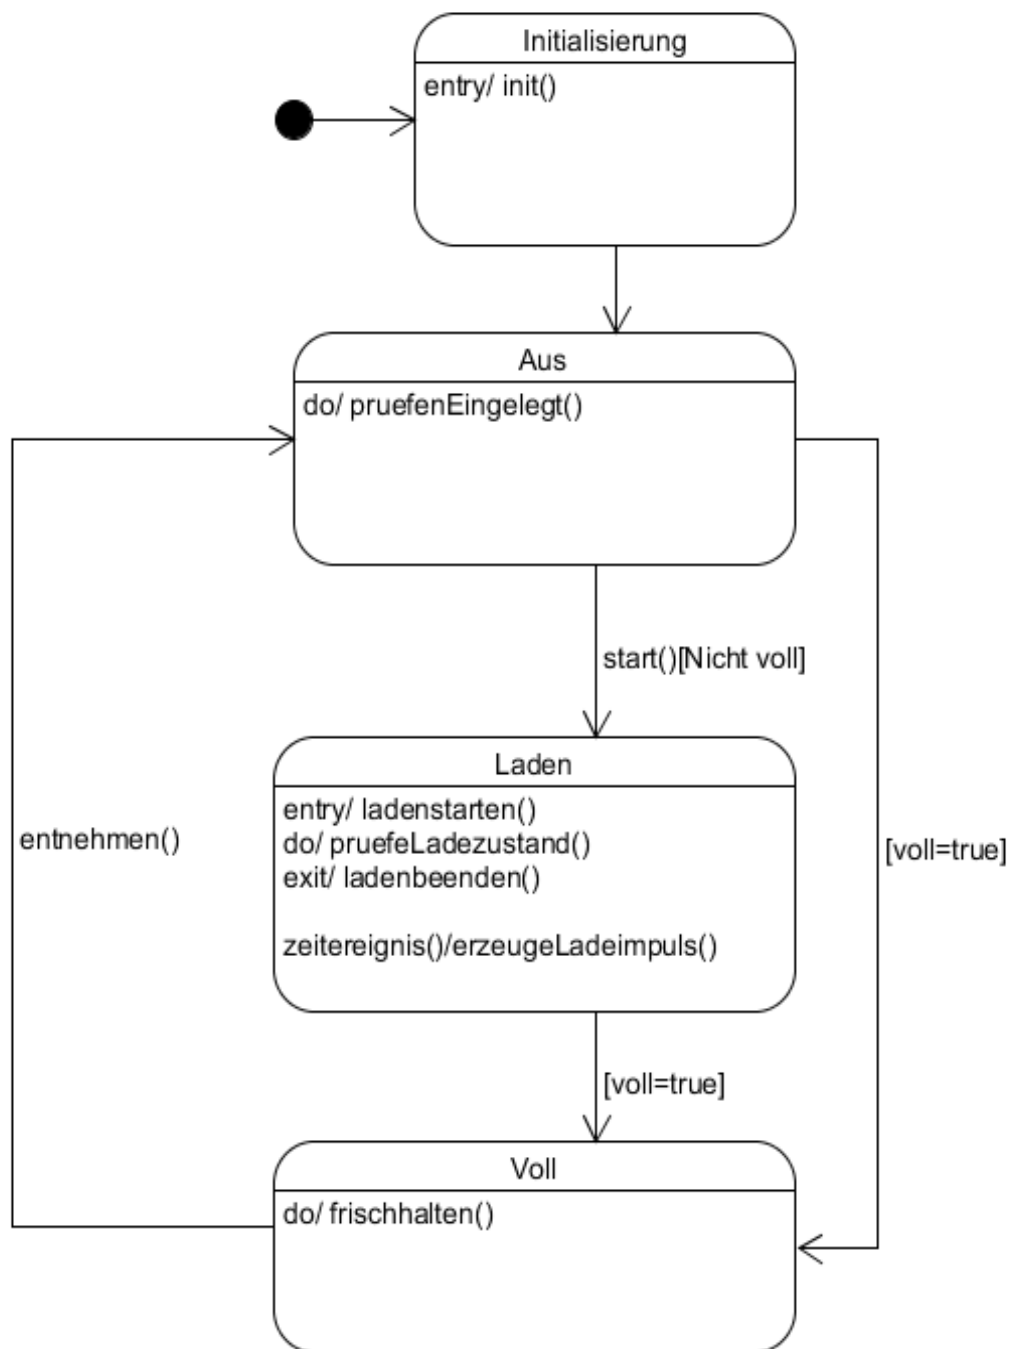 Initialisierung
entry/ init()
Aus
do/ pruefenEingelegt()
start()[Nicht voll]
Laden
entry/ ladenstarten()
do/ pruefeLadezustand()
exit/ ladenbeenden()
zeitereignis()/erzeugeLadeimpuls()
entnehmen()
[voll=true]
[voll=true]
Voll
do/ frischhalten()